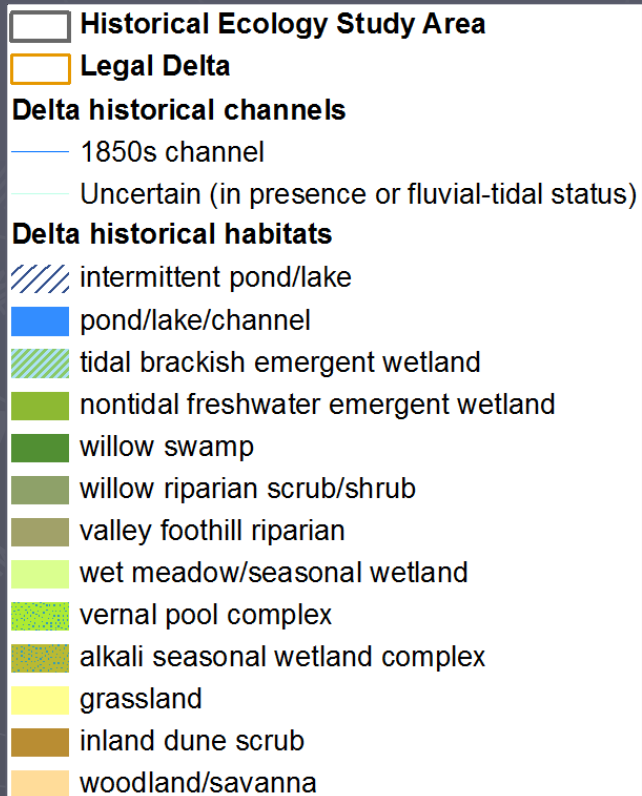 Historical Ecology Study Area
Legal Delta
Delta historical channels
1850s channel
Uncertain (in presence or fluvial-tidal status)
Delta historical habitats
intermittent pond/lake
pond/lake/channel
tidal brackish emergent wetland
nontidal freshwater emergent wetland
willow swamp
willow riparian scrub/shrub
valley foothill riparian
wet meadow/seasonal wetland
vernal pool complex
alkali seasonal wetland complex
grassland
inland dune scrub
woodland/savanna